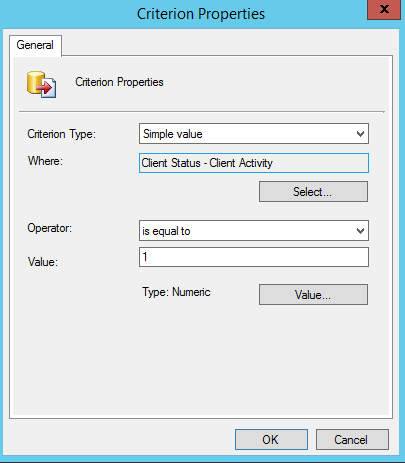 Criterion Properties
x
General
Criterion Properties
Criterion Type: Simple value
Where: Client Status - Client Activity
Select...
Operator: is equal to
Value: 1
Type: Numeric Value...
OK Cancel